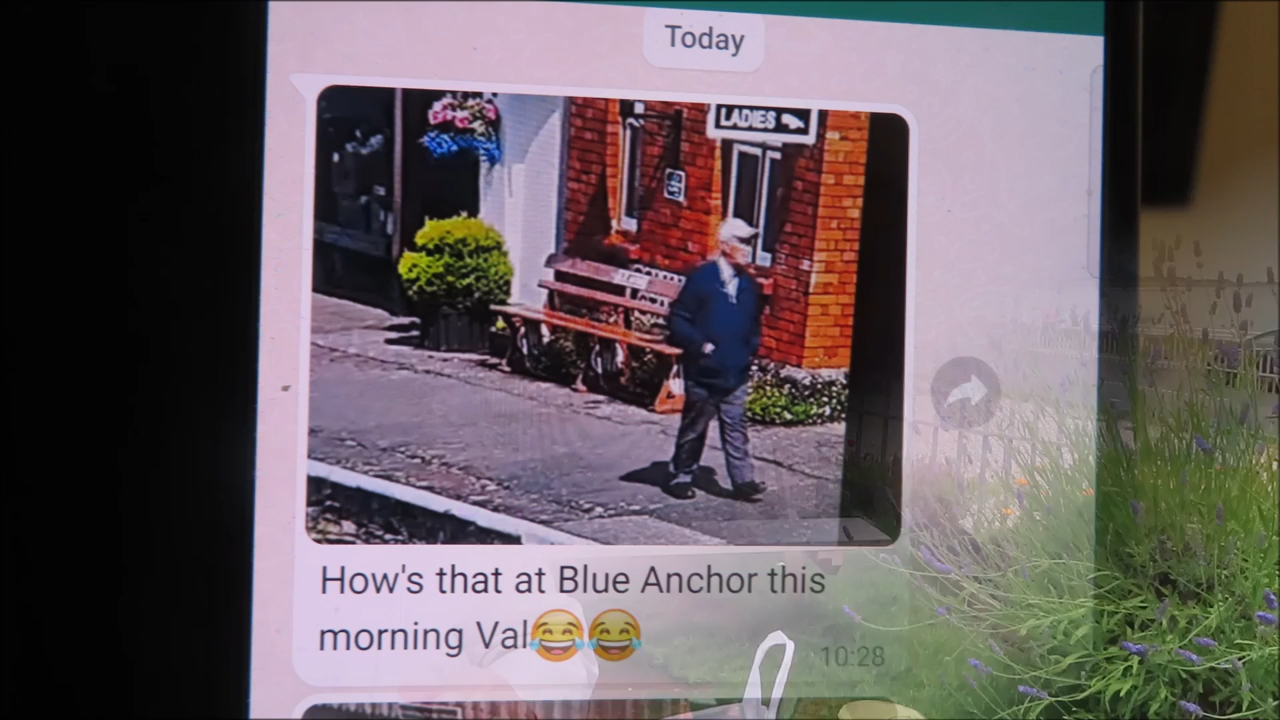 Today
LADIES
How's that at Blue Anchor this
morning Val😂😂
10:28